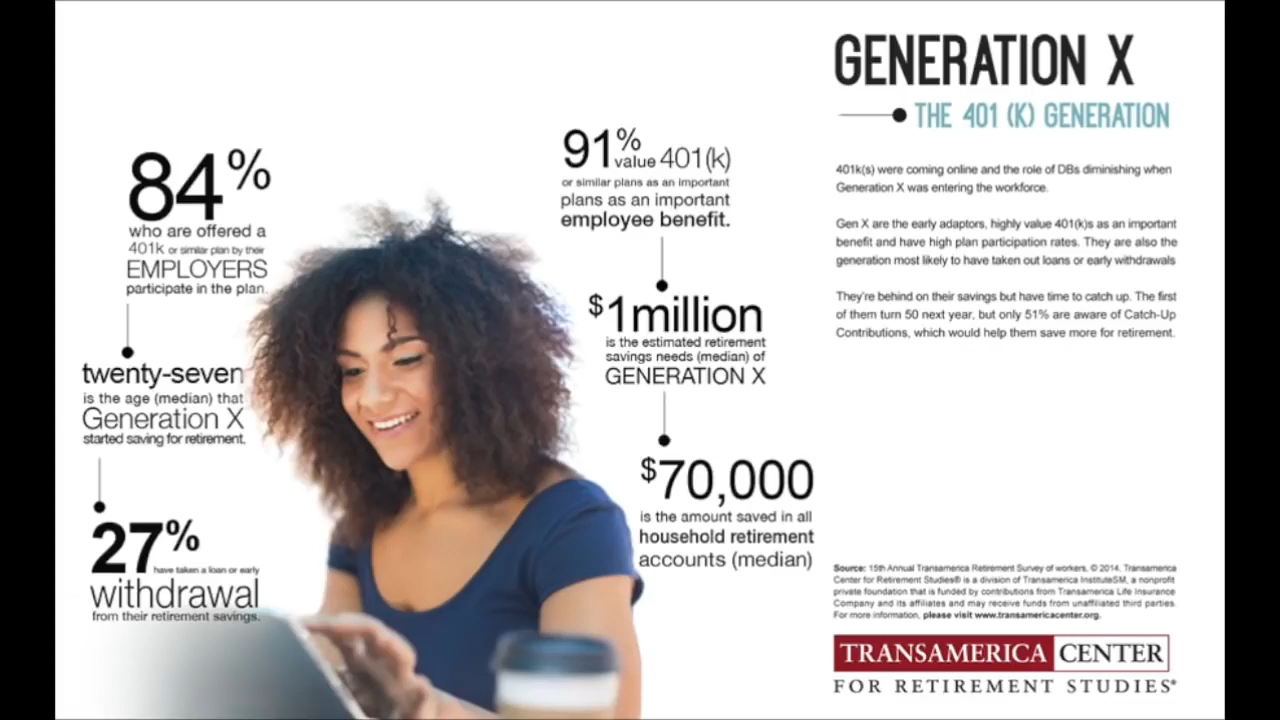 GENERATION X
THE 401 (K) GENERATION
401k(s) were coming online and the role of DBs diminishing when
Generation X was entering the workforce.
Gen X are the early adaptors, highly value 401(k)s as an important
benefit and have high plan participation rates. They are also the
generation most likely to have taken out loans or early withdrawals
They're behind on their savings but have time to catch up. The first
of them turn 50 next year, but only 51% are aware of Catch-Up
Contributions, which would help them save more for retirement.
84%
who are offered a
401k or similar plan by their
EMPLOYERS
participate in the plan.
twenty-seven
is the age (median) that
Generation X
started saving for retirement.
27%
have taken a loan or early
withdrawal
from their retirement savings.
91%
value 401(k)
or similar plans as an important
plans as an important
employee benefit.
$1million
is the estimated retirement
savings needs (median) of
GENERATION X
$70,000
is the amount saved in all
household retirement
accounts (median)
Source: 15th Annual Transamerica Retirement Survey of workers, © 2014. Transamerica
Center for Retirement Studies® is a division of Transamerica InstituteSM, a nonprofit
private foundation that is funded by contributions from Transamerica Life Insurance
Company and its affiliates and may receive funds from unaffiliated third parties.
For more information, please visit www.transamericacenter.org.
TRANSAMERICA CENTER
FOR RETIREMENT STUDIES®